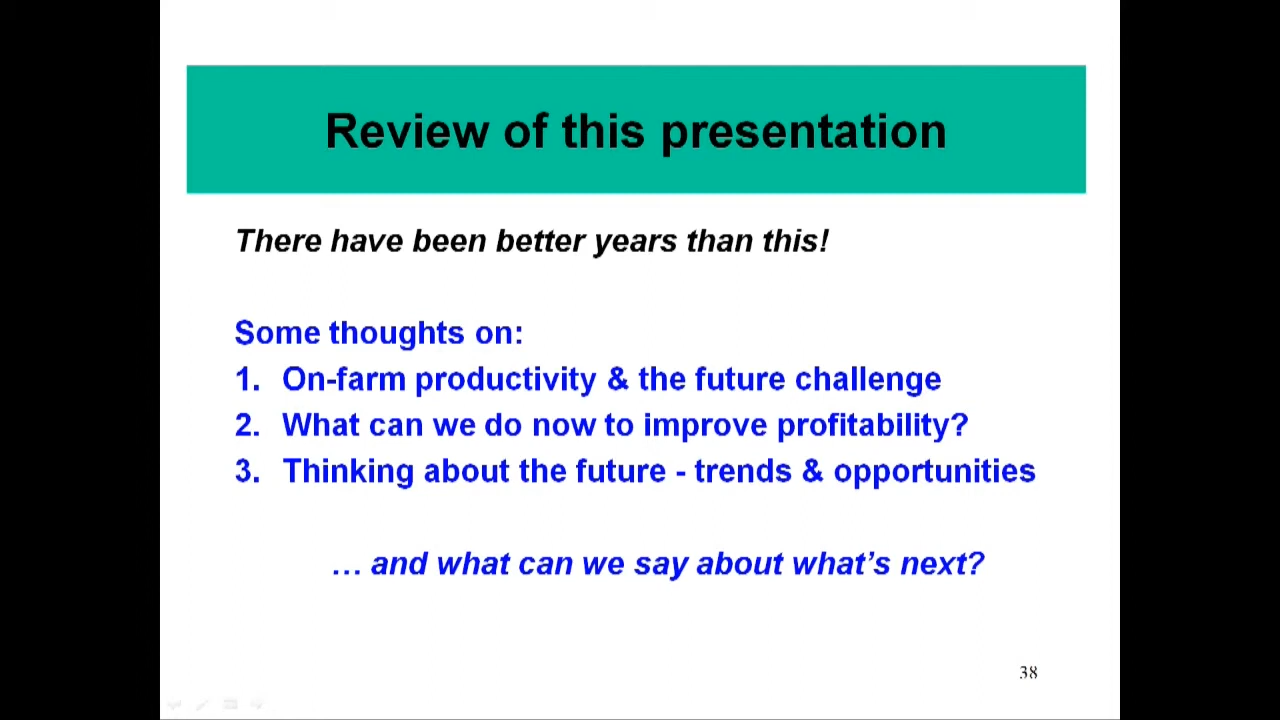 Review of this presentation
There have been better years than this!
Some thoughts on:
1. On-farm productivity & the future challenge
2. What can we do now to improve profitability?
3. Thinking about the future - trends & opportunities
… and what can we say about what’s next?
38